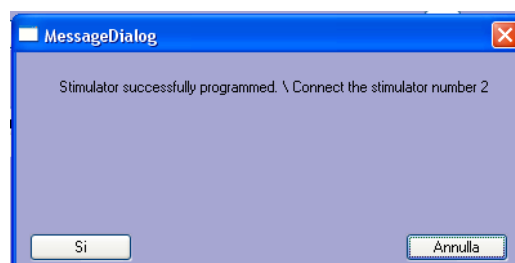 MessageDialog
Stimulator successfully programmed. \ Connect the stimulator number 2
Si
Annulla